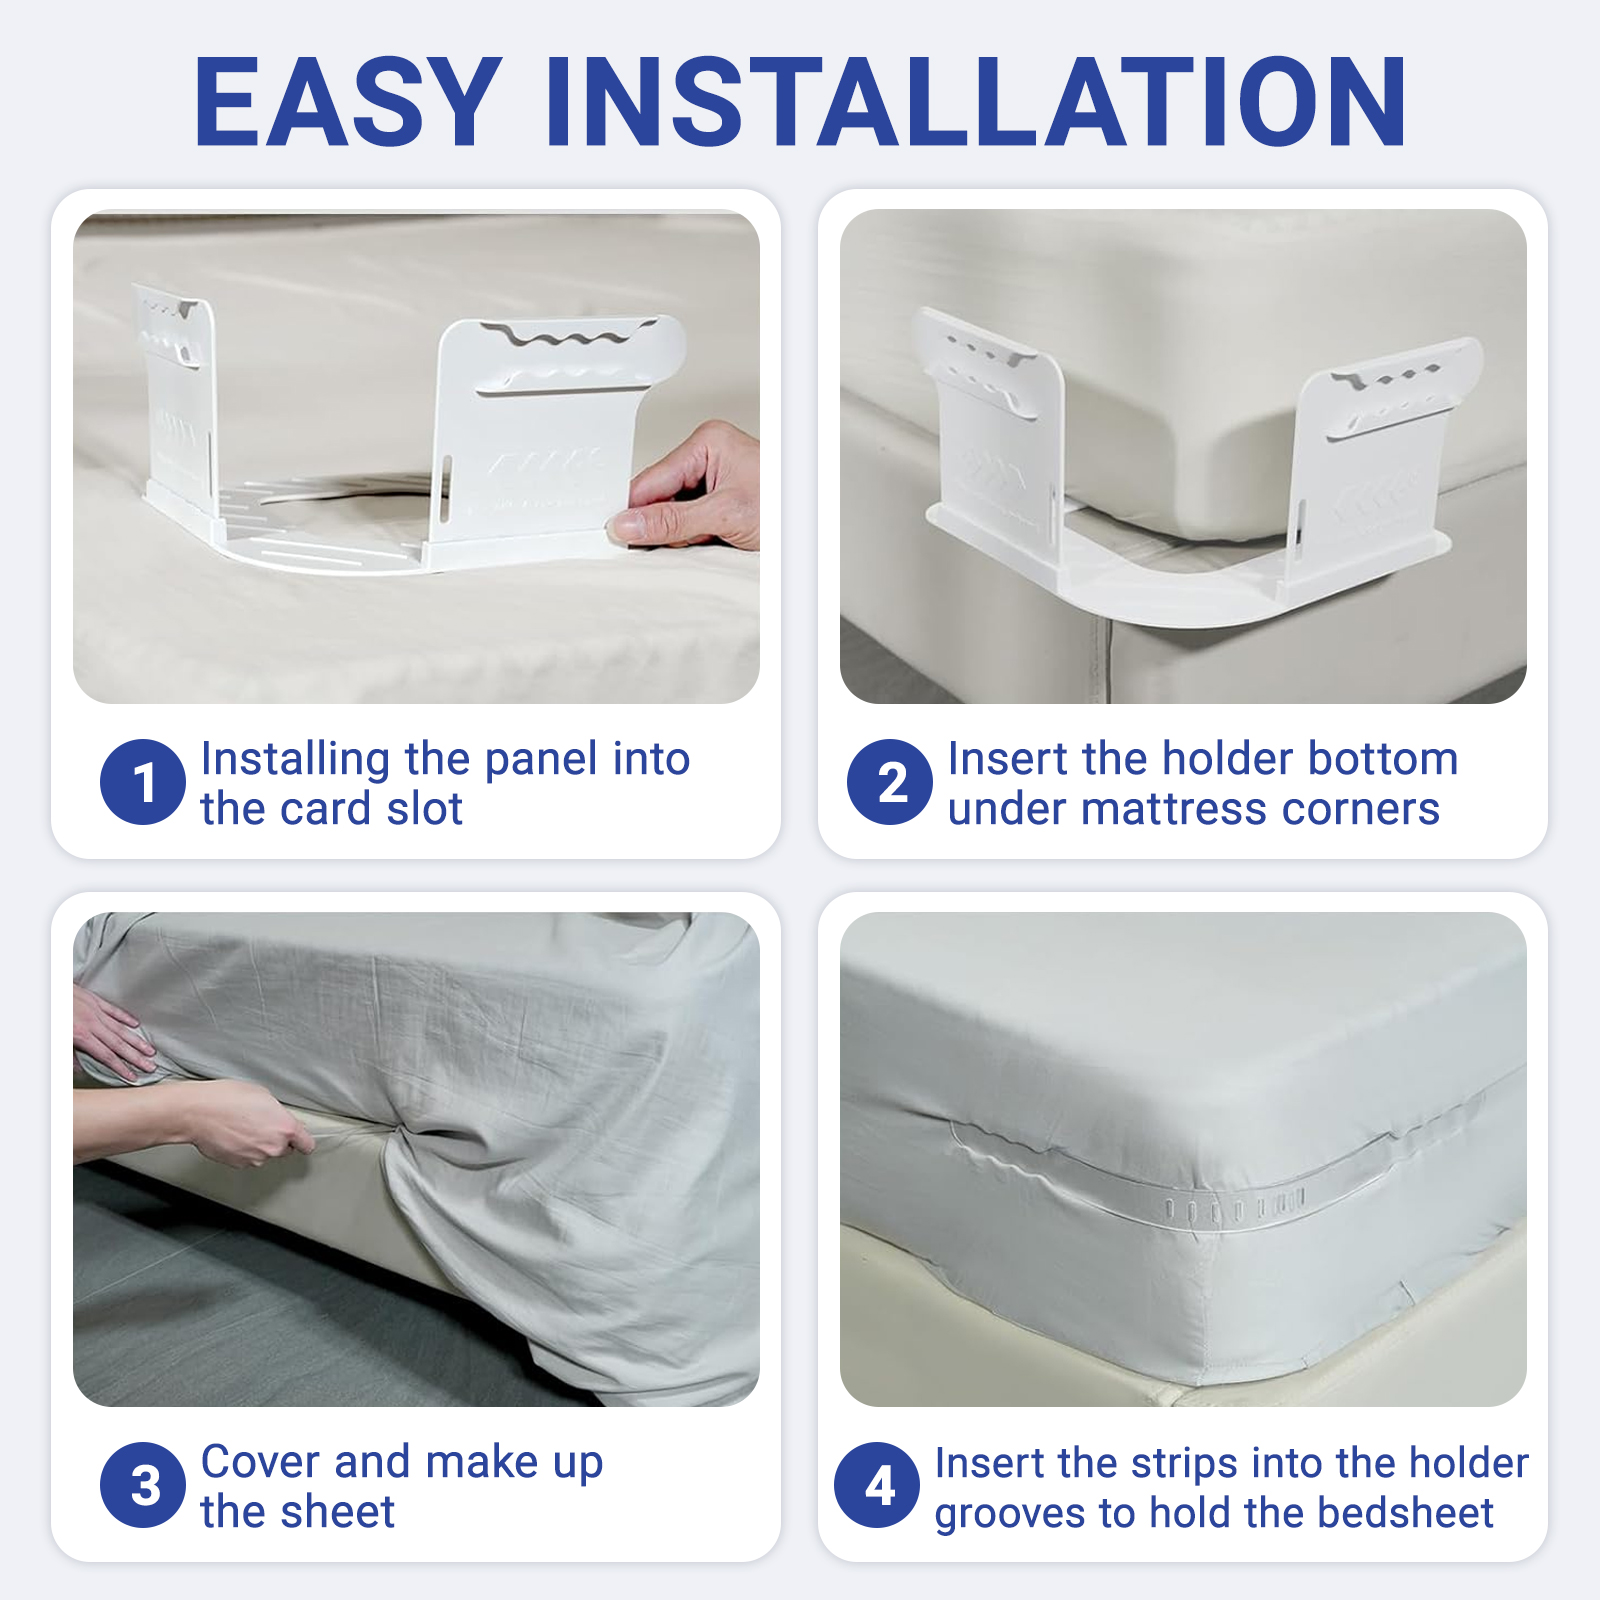 EASY INSTALLATION
1 Installing the panel into
the card slot
2 Insert the holder bottom
under mattress corners
3 Cover and make up
the sheet
4 Insert the strips into the holder
grooves to hold the bedsheet